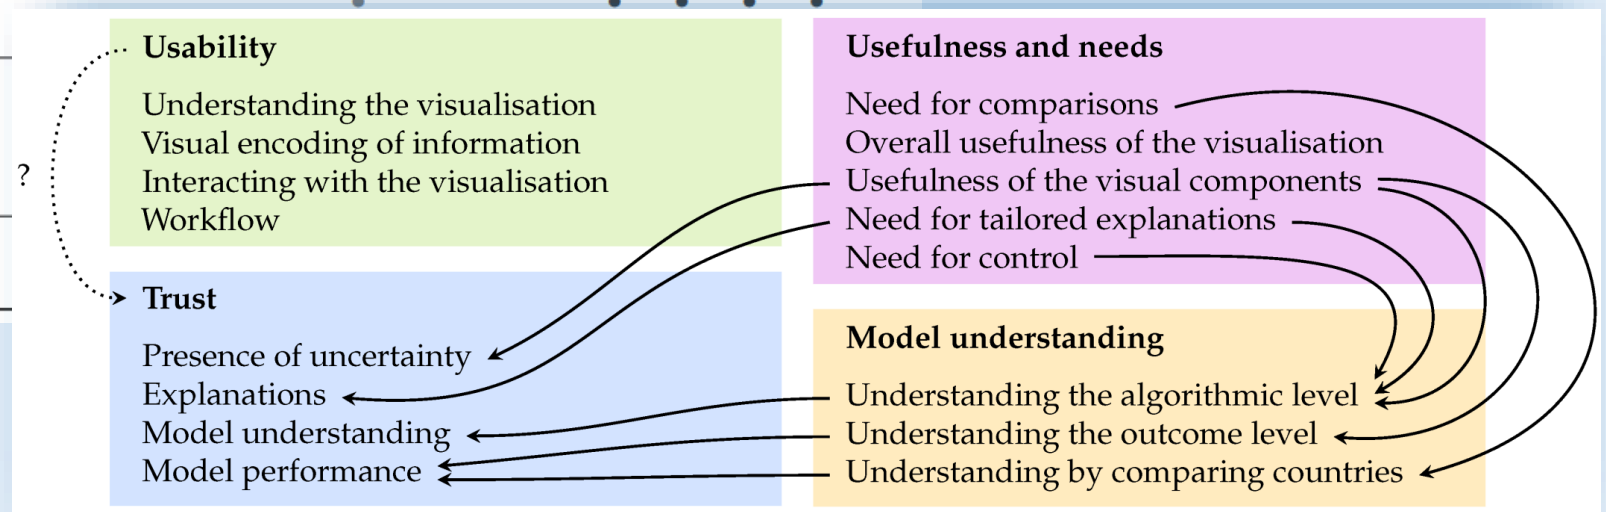 Usability
Understanding the visualisation
Visual encoding of information
Interacting with the visualisation
Workflow
?
Trust
Presence of uncertainty
Explanations
Model understanding
Model performance
Usefulness and needs
Need for comparisons
Overall usefulness of the visualisation
Usefulness of the visual components
Need for tailored explanations
Need for control
Model understanding
Understanding the algorithmic level
Understanding the outcome level
Understanding by comparing countries